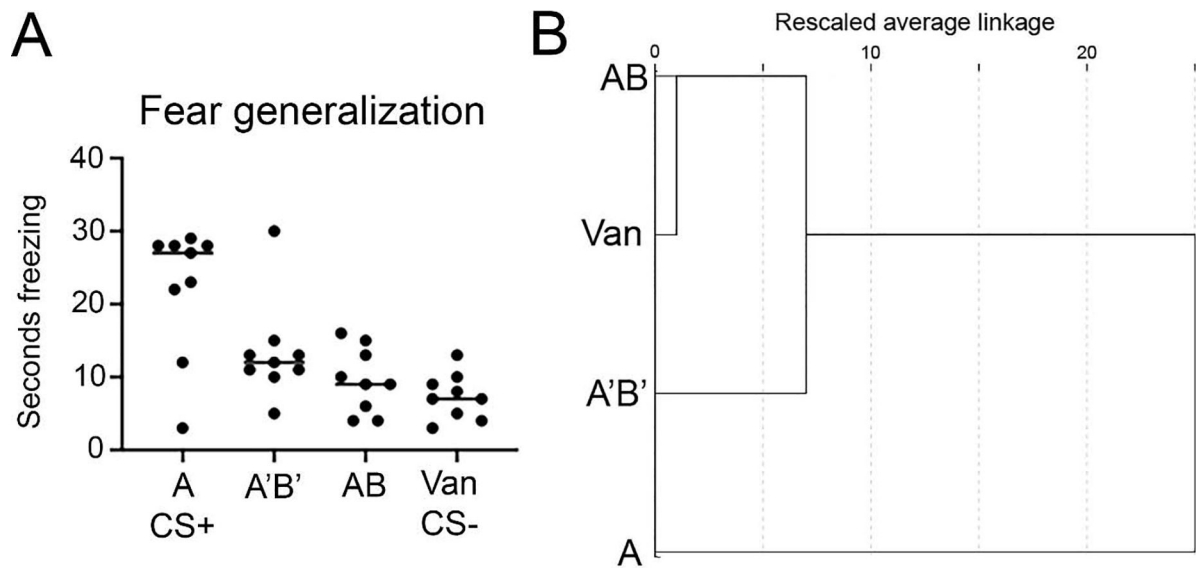 A
Fear generalization
Seconds freezing
40
30
20
10
0
A
CS+
A’B’
AB
Van
CS-
B
Rescaled average linkage
0
10
20
AB
Van
A’B’
A